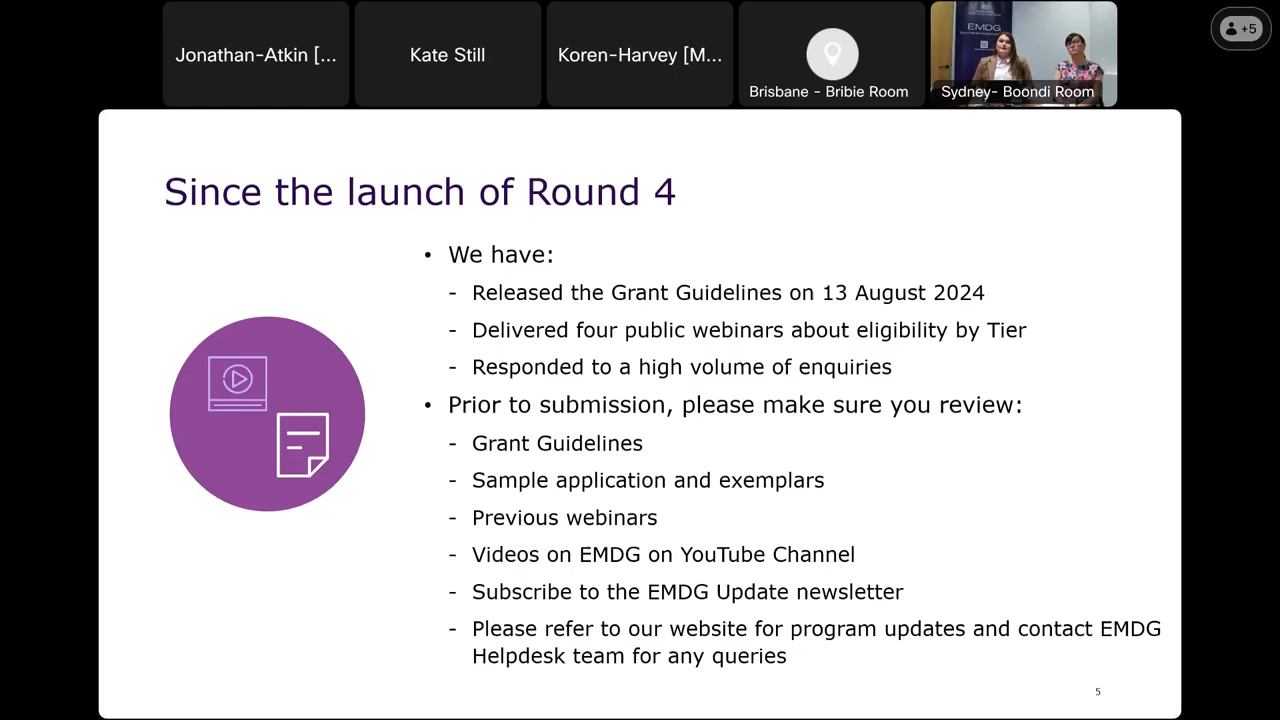 Jonathan-Atkin [...
Kate Still
Koren-Harvey [M...
Brisbane - Bribie Room
EMDG
Sydney- Boondi Room
+5
Since the launch of Round 4
• We have:
- Released the Grant Guidelines on 13 August 2024
- Delivered four public webinars about eligibility by Tier
- Responded to a high volume of enquiries
• Prior to submission, please make sure you review:
- Grant Guidelines
- Sample application and exemplars
- Previous webinars
- Videos on EMDG on YouTube Channel
- Subscribe to the EMDG Update newsletter
- Please refer to our website for program updates and contact EMDG
Helpdesk team for any queries
5